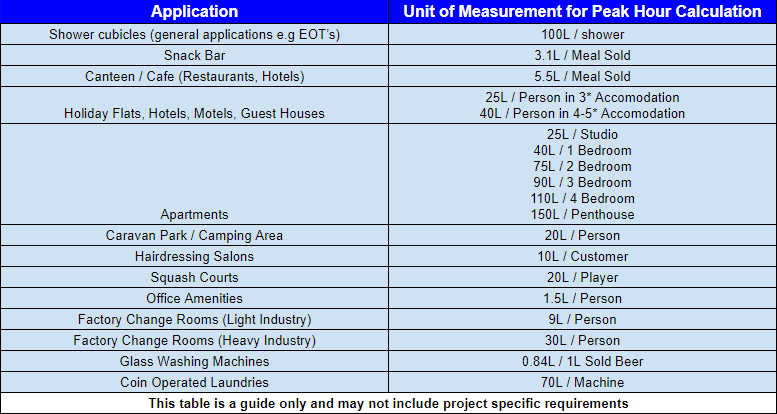 Application Unit of Measurement for Peak Hour Calculation
Shower cubicles (general applications e.g EOT's) 100L / shower
Snack Bar 3.1L / Meal Sold
Canteen / Cafe (Restaurants, Hotels) 5.5L / Meal Sold
25L / Person in 3* Accomodation
Holiday Flats, Hotels, Motels, Guest Houses 40L / Person in 4-5* Accomodation
25L / Studio
40L / 1 Bedroom
75L / 2 Bedroom
90L / 3 Bedroom
110L / 4 Bedroom
Apartments 150L / Penthouse
Caravan Park / Camping Area 20L / Person
Hairdressing Salons 10L / Customer
Squash Courts 20L / Player
Office Amenities 1.5L / Person
Factory Change Rooms (Light Industry) 9L / Person
Factory Change Rooms (Heavy Industry) 30L / Person
Glass Washing Machines 0.84L / 1L Sold Beer
Coin Operated Laundries 70L / Machine
This table is a guide only and may not include project specific requirements